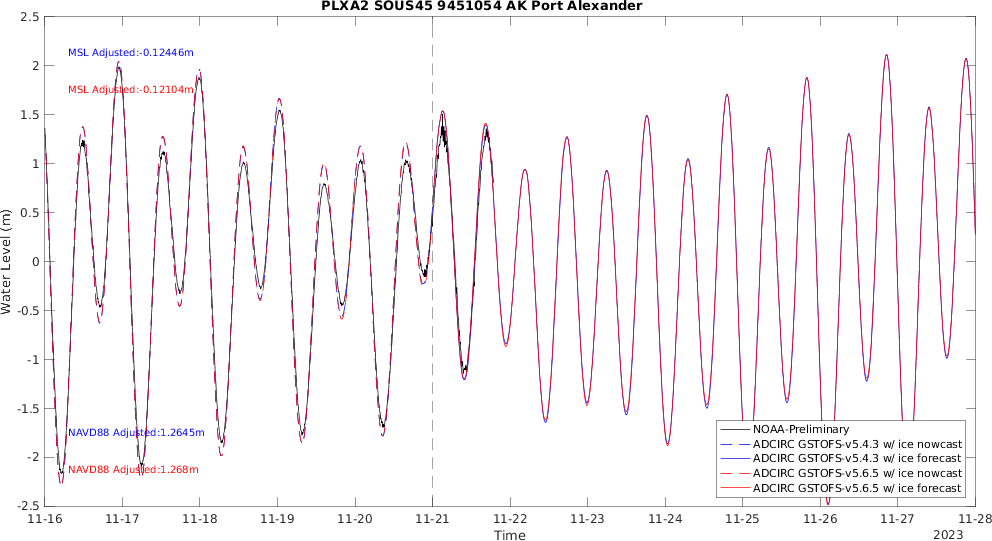 PLXA2 SOUS45 9451054 AK Port Alexander
MSL Adjusted:-0.12446m
MSL Adjusted:-0.12104m
NAVD88 Adjusted:1.2645m
NAVD88 Adjusted:1.268m
Water Level (m)
2.5
2
1.5
1
0.5
0
-0.5
-1
-1.5
-2
-2.5
NOAA-Preliminary
ADCIRC GSTOFS-v5.4.3 w/ ice nowcast
ADCIRC GSTOFS-v5.4.3 w/ ice forecast
ADCIRC GSTOFS-v5.6.5 w/ ice nowcast
ADCIRC GSTOFS-v5.6.5 w/ ice forecast
11-16 11-17 11-18 11-19 11-20 11-21 11-22 11-23 11-24 11-25 11-26 11-27 11-28
Time
2023